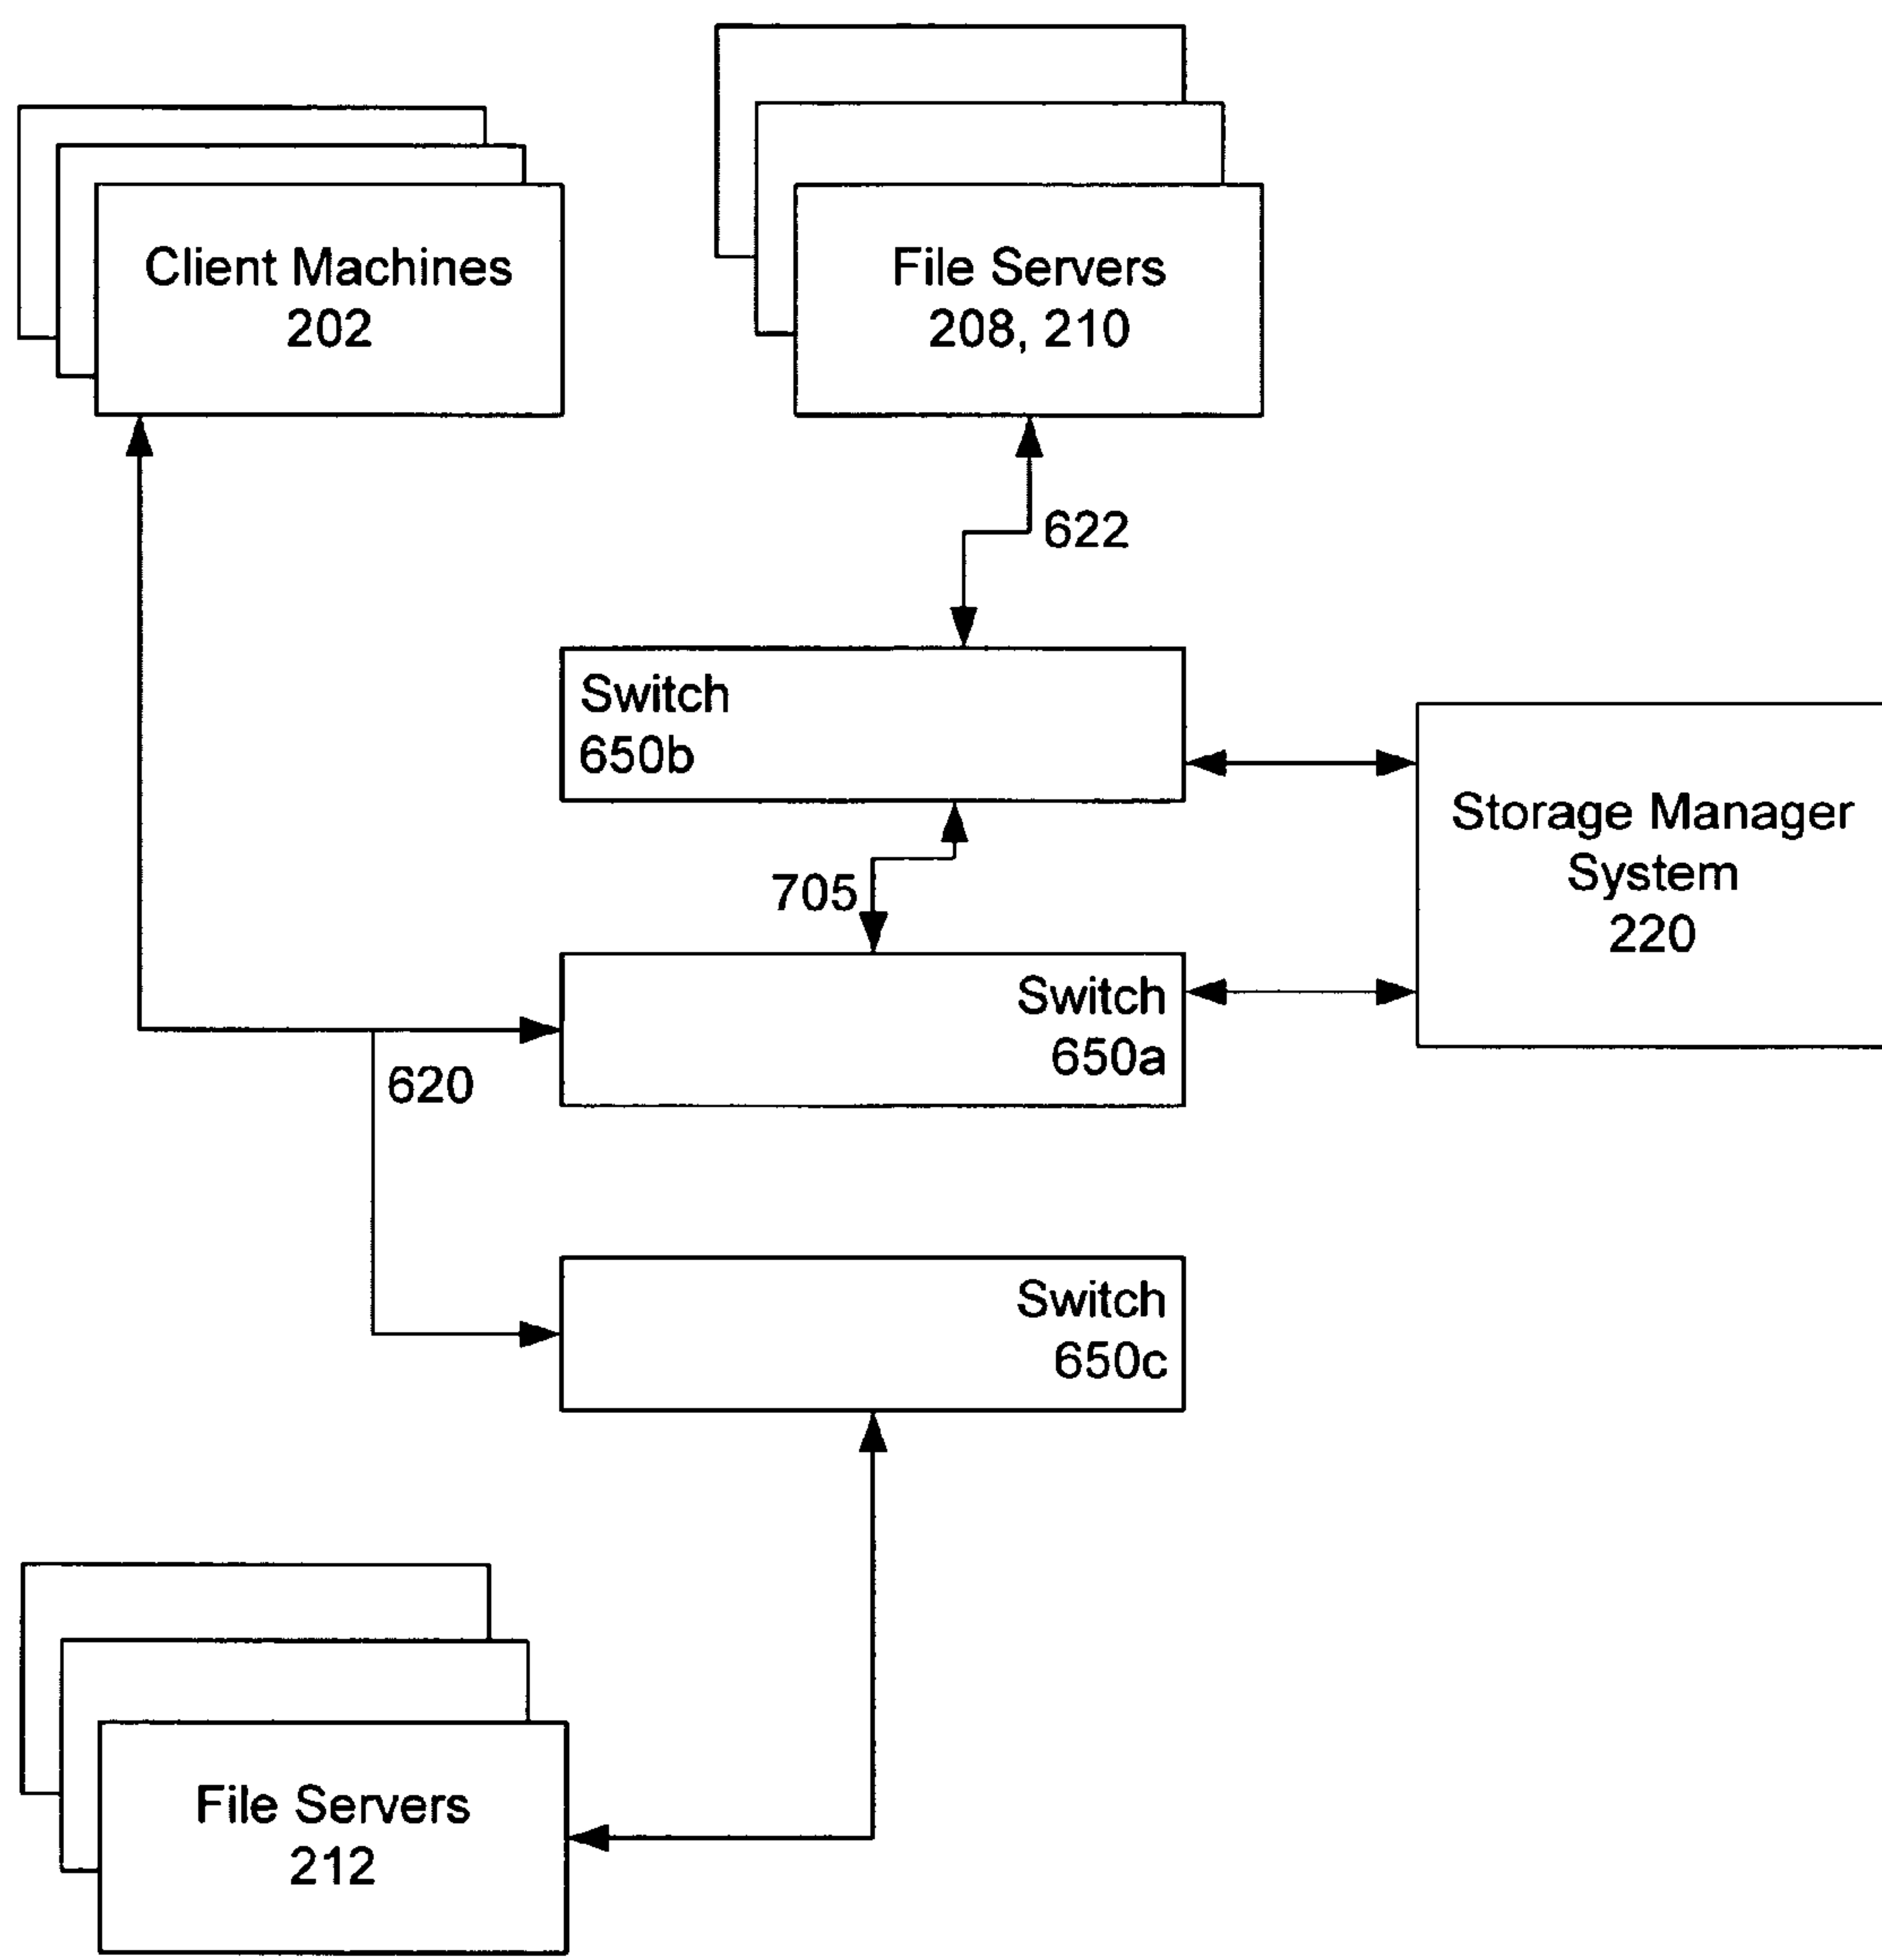 Client Machines
202
File Servers
208, 210
622
Switch
650b
Storage Manager
System
220
705
Switch
650a
620
Switch
650c
File Servers
212